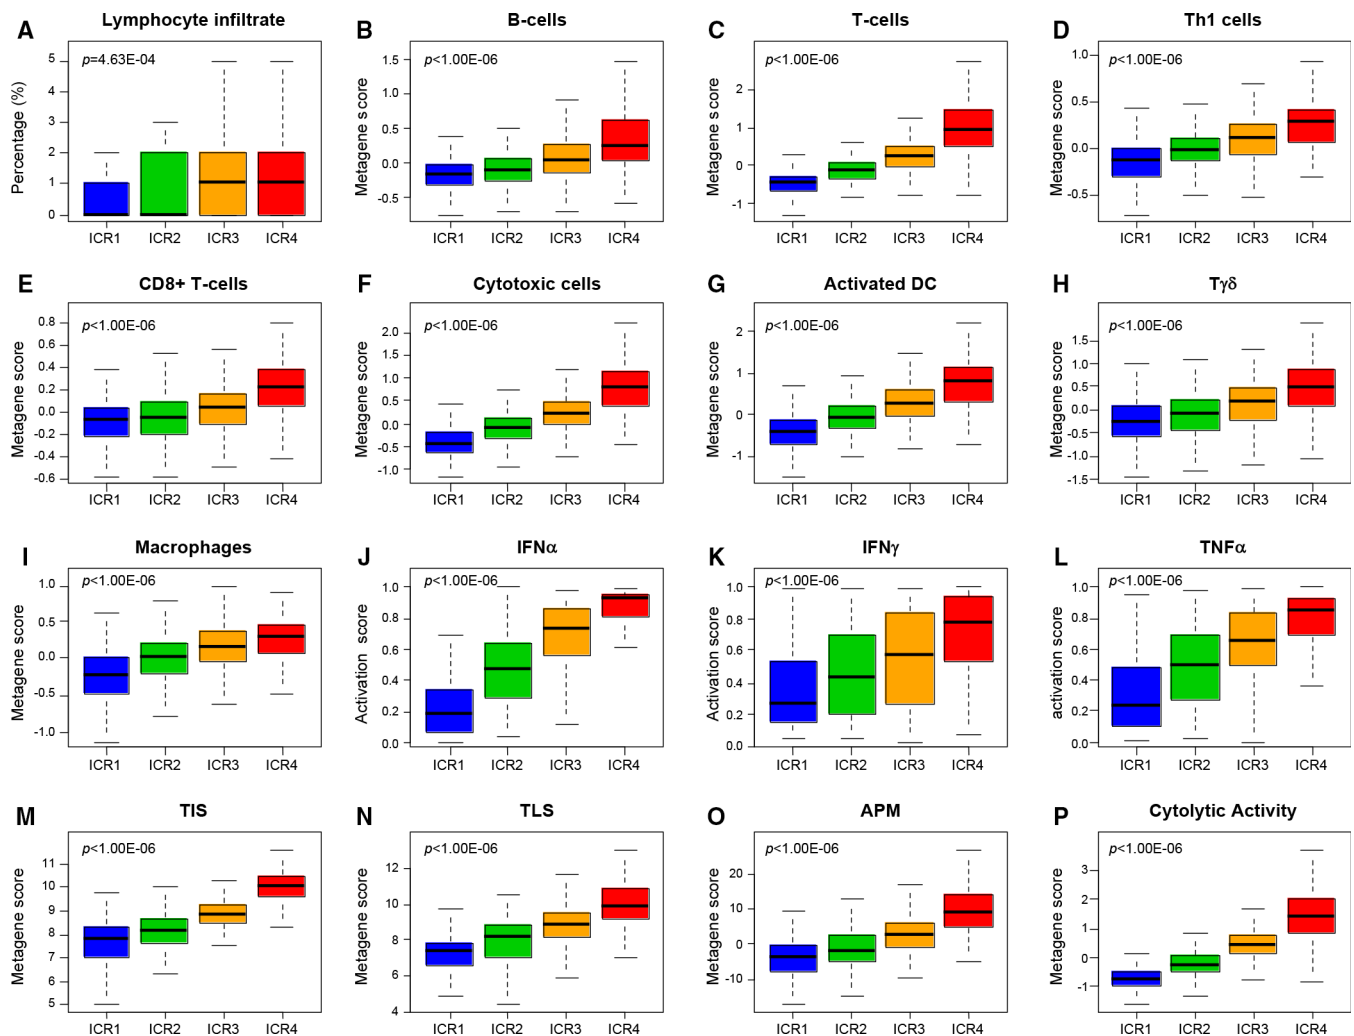 A Lymphocyte infiltrate
p=4.63E-04
Percentage (%)
5
4
3
2
1
0
ICR1 ICR2 ICR3 ICR4
B B-cells
p<1.00E-06
Metagene score
1.5
1.0
0.5
0.0
-0.5
ICR1 ICR2 ICR3 ICR4
C T-cells
p<1.00E-06
Metagene score
2
1
0
-1
ICR1 ICR2 ICR3 ICR4
D Th1 cells
p<1.00E-06
Metagene score
1.0
0.5
0.0
-0.5
ICR1 ICR2 ICR3 ICR4
E CD8+ T-cells
p<1.00E-06
Metagene score
0.8
0.6
0.4
0.2
0.0
-0.2
-0.4
-0.6
ICR1 ICR2 ICR3 ICR4
F Cytotoxic cells
p<1.00E-06
Metagene score
2.0
1.5
1.0
0.5
0.0
-0.5
-1.0
ICR1 ICR2 ICR3 ICR4
G Activated DC
p<1.00E-06
Metagene score
2
1
0
-1
ICR1 ICR2 ICR3 ICR4
H Tγδ
p<1.00E-06
Metagene score
1.5
1.0
0.5
0.0
-0.5
-1.0
-1.5
ICR1 ICR2 ICR3 ICR4
I Macrophages
p<1.00E-06
Metagene score
1.0
0.5
0.0
-0.5
-1.0
ICR1 ICR2 ICR3 ICR4
J IFNα
p<1.00E-06
Activation score
1.0
0.8
0.6
0.4
0.2
0.0
ICR1 ICR2 ICR3 ICR4
K IFNγ
p<1.00E-06
Activation score
1.0
0.8
0.6
0.4
0.2
0.0
ICR1 ICR2 ICR3 ICR4
L TNFα
p<1.00E-06
activation score
1.0
0.8
0.6
0.4
0.2
0.0
ICR1 ICR2 ICR3 ICR4
M TIS
p<1.00E-06
Metagene score
11
10
9
8
7
6
5
ICR1 ICR2 ICR3 ICR4
N TLS
p<1.00E-06
Metagene score
12
10
8
6
4
ICR1 ICR2 ICR3 ICR4
O APM
p<1.00E-06
Metagene score
20
10
0
-10
ICR1 ICR2 ICR3 ICR4
P Cytolytic Activity
p<1.00E-06
Metagene score
3
2
1
0
-1
ICR1 ICR2 ICR3 ICR4